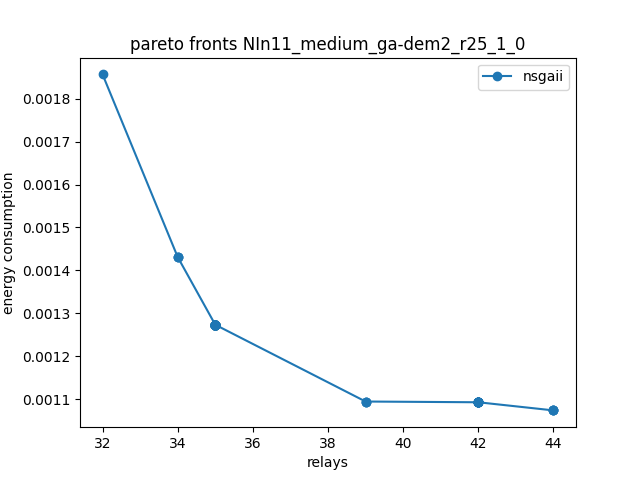 pareto fronts NIn11_medium_ga-dem2_r25_1_0
nsgaii
energy consumption
0.0018
0.0017
0.0016
0.0015
0.0014
0.0013
0.0012
0.0011
32 34 36 38 40 42 44
relays